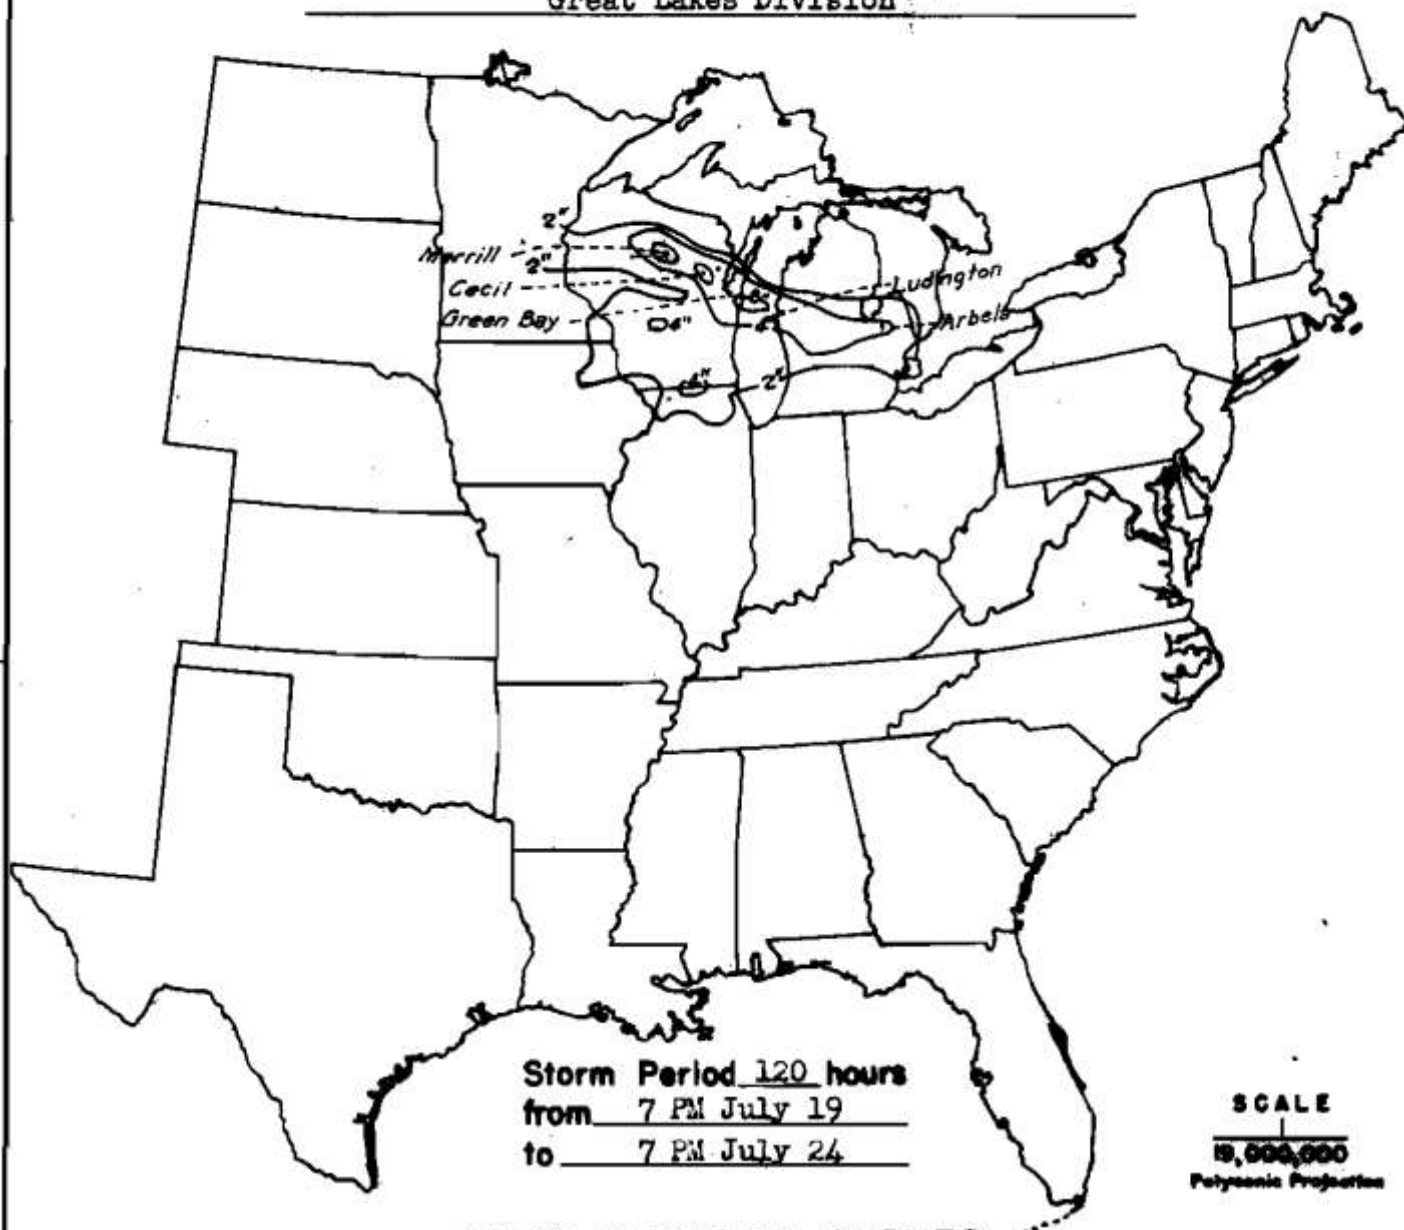 Great Lakes Division
2"
Merrill
2"
Cecil
Ludington
Green Bay
4"
Arbela
4"
2"
Storm Period 120 hours
from 7 PM July 19
to 7 PM July 24
SCALE
1
19,000,000
Polyconic Projection